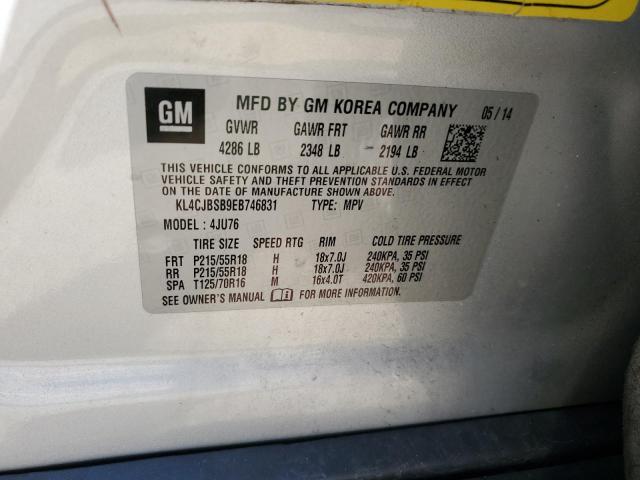 GM
MFD BY GM KOREA COMPANY 05/14
GVWR GAWR FRT GAWR RR
4286 LB 2348 LB 2194 LB
THIS VEHICLE CONFORMS TO ALL APPLICABLE U.S. FEDERAL MOTOR
VEHICLE SAFETY AND THEFT PREVENTION STANDARDS IN EFFECT
ON THE DATE OF MANUFACTURE SHOWN ABOVE.
KL4CJBSB9EB746831 TYPE: MPV
MODEL : 4JU76
TIRE SIZE SPEED RTG RIM COLD TIRE PRESSURE
FRT P215/55R18 H 18x7.0J 240KPA, 35 PSI
RR P215/55R18 H 18x7.0J 240KPA, 35 PSI
SPA T125/70R16 M 16x4.0T 420KPA, 60 PSI
SEE OWNER'S MANUAL FOR MORE INFORMATION.